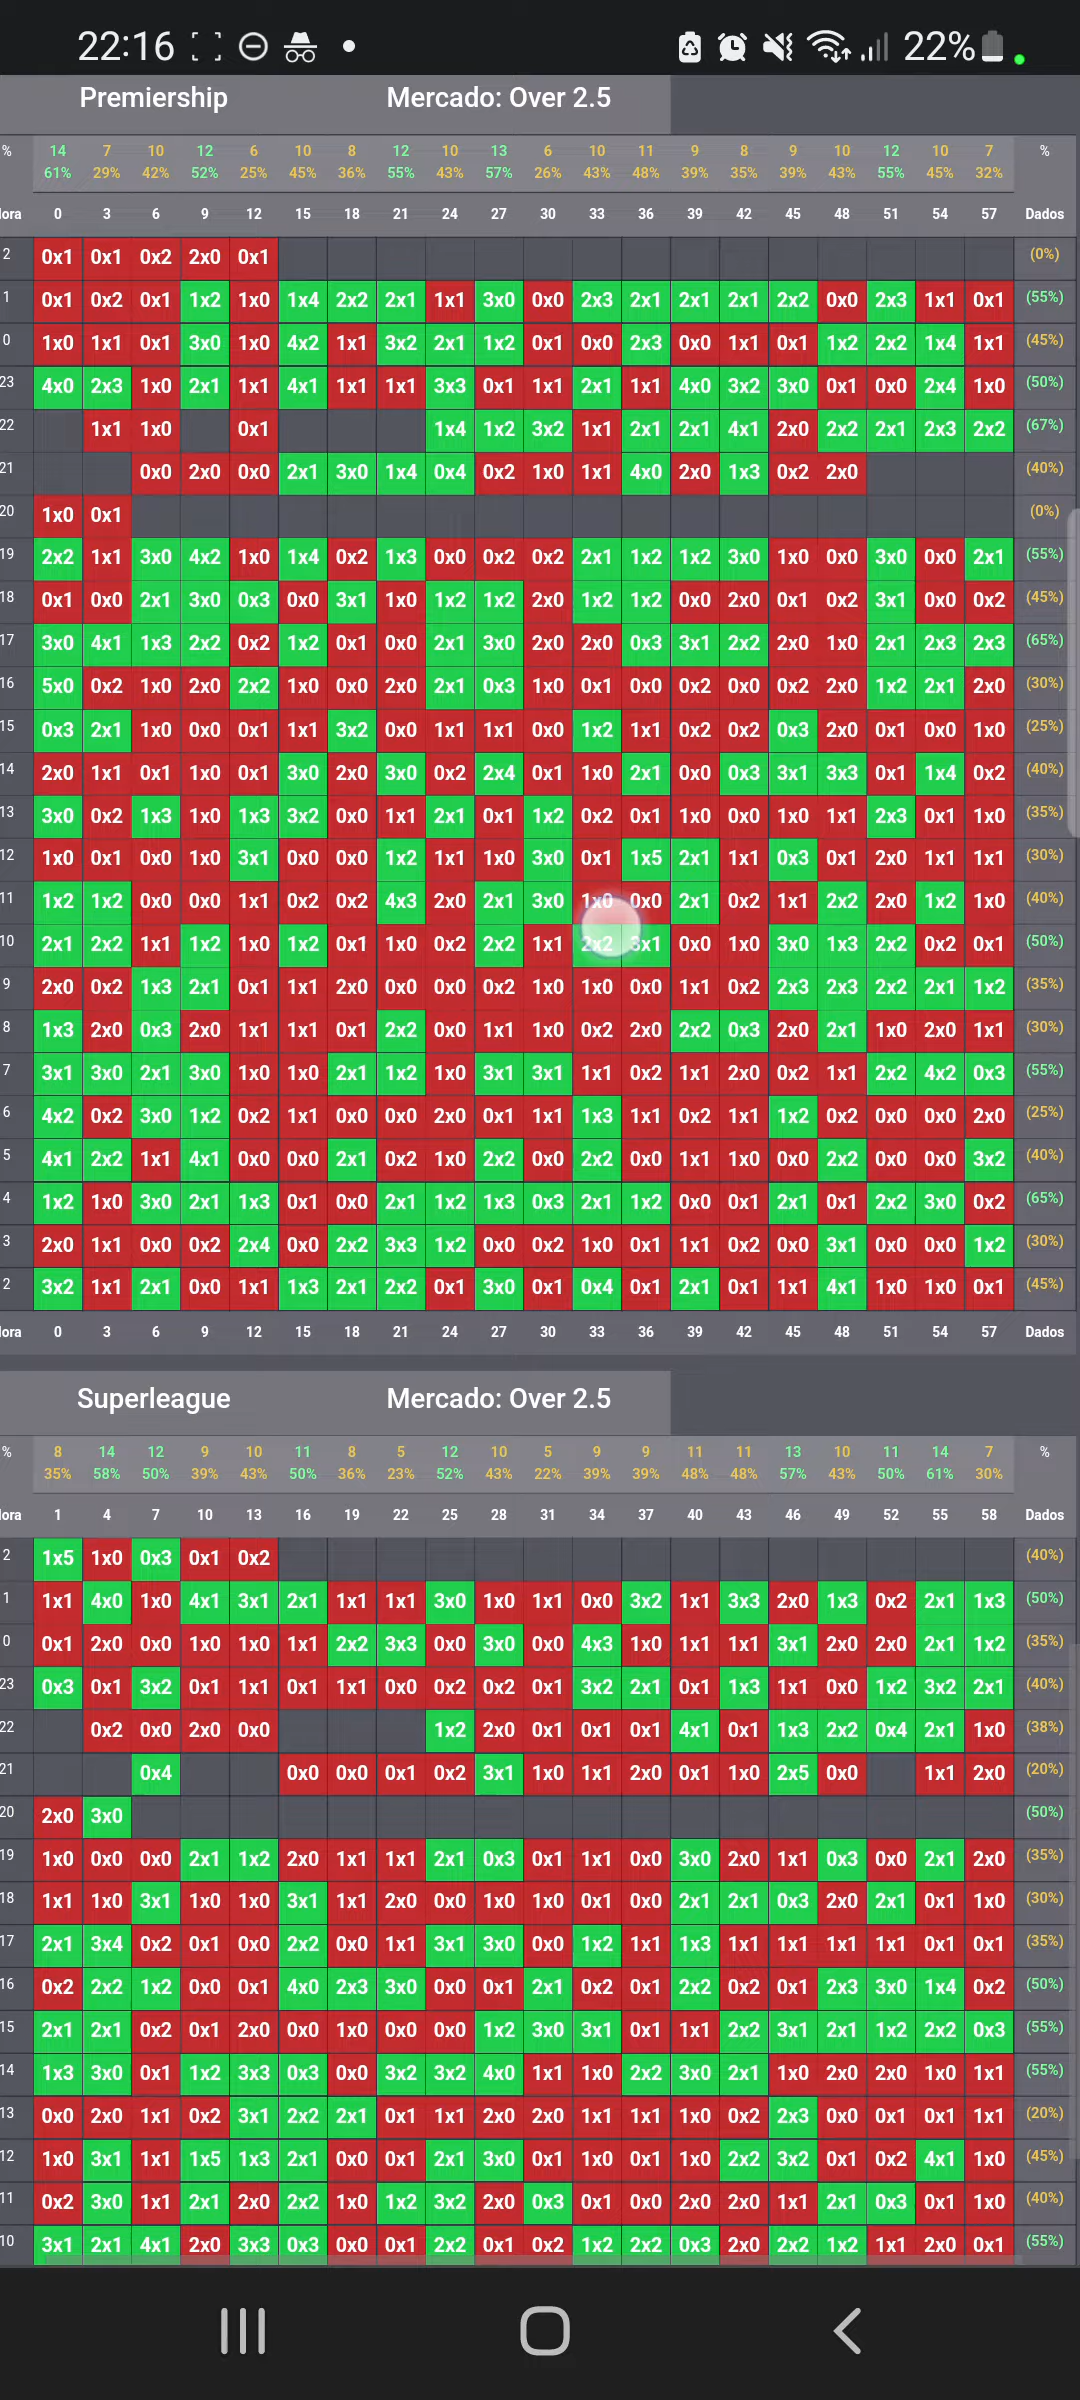 22:16 22%
Premiership Mercado: Over 2.5
% 14 7 10 12 6 10 8 12 10 13 6 10 11 9 8 9 10 12 10 7 %
61% 29% 42% 52% 25% 45% 36% 55% 43% 57% 26% 43% 48% 39% 35% 39% 43% 55% 45% 32%
lora 0 3 6 9 12 15 18 21 24 27 30 33 36 39 42 45 48 51 54 57 Dados
2 0x1 0x1 0x2 2x0 0x1 (0%)
1 0x1 0x2 0x1 1x2 1x0 1x4 2x2 2x1 1x1 3x0 0x0 2x3 2x1 2x1 2x1 2x2 0x0 2x3 1x1 0x1 (55%)
0 1x0 1x1 0x1 3x0 1x0 4x2 1x1 3x2 2x1 1x2 0x1 0x0 2x3 0x0 1x1 0x1 1x2 2x2 1x4 1x1 (45%)
23 4x0 2x3 1x0 2x1 1x1 4x1 1x1 1x1 3x3 0x1 1x1 2x1 1x1 4x0 3x2 3x0 0x1 0x0 2x4 1x0 (50%)
22 1x1 1x0 0x1 1x4 1x2 3x2 1x1 2x1 2x1 4x1 2x0 2x2 2x1 2x3 2x2 (67%)
21 0x0 2x0 0x0 2x1 3x0 1x4 0x4 0x2 1x0 1x1 4x0 2x0 1x3 0x2 2x0 (40%)
20 1x0 0x1 (0%)
19 2x2 1x1 3x0 4x2 1x0 1x4 0x2 1x3 0x0 0x2 0x2 2x1 1x2 1x2 3x0 1x0 0x0 3x0 0x0 2x1 (55%)
18 0x1 0x0 2x1 3x0 0x3 0x0 3x1 1x0 1x2 1x2 2x0 1x2 1x2 0x0 2x0 0x1 0x2 3x1 0x0 0x2 (45%)
17 3x0 4x1 1x3 2x2 0x2 1x2 0x1 0x0 2x1 3x0 2x0 2x0 0x3 3x1 2x2 2x0 1x0 2x1 2x3 2x3 (65%)
16 5x0 0x2 1x0 2x0 2x2 1x0 0x0 2x0 2x1 0x3 1x0 0x1 0x0 0x2 0x0 0x2 2x0 1x2 2x1 2x0 (30%)
15 0x3 2x1 1x0 0x0 0x1 1x1 3x2 0x0 1x1 1x1 0x0 1x2 1x1 0x2 0x2 0x3 2x0 0x1 0x0 1x0 (25%)
14 2x0 1x1 0x1 1x0 0x1 3x0 2x0 3x0 0x2 2x4 0x1 1x0 2x1 0x0 0x3 3x1 3x3 0x1 1x4 0x2 (40%)
13 3x0 0x2 1x3 1x0 1x3 3x2 0x0 1x1 2x1 0x1 1x2 0x2 0x1 1x0 0x0 1x0 1x1 2x3 0x1 1x0 (35%)
12 1x0 0x1 0x0 1x0 3x1 0x0 0x0 1x2 1x1 1x0 3x0 0x1 1x5 2x1 1x1 0x3 0x1 2x0 1x1 1x1 (30%)
11 1x2 1x2 0x0 0x0 1x1 0x2 0x2 4x3 2x0 2x1 3x0 1x0 0x0 2x1 0x2 1x1 2x2 2x0 1x2 1x0 (40%)
10 2x1 2x2 1x1 1x2 1x0 1x2 0x1 1x0 0x2 2x2 1x1 2x2 3x1 0x0 1x0 3x0 1x3 2x2 0x2 0x1 (50%)
9 2x0 0x2 1x3 2x1 0x1 1x1 2x0 0x0 0x0 0x2 1x0 1x0 0x0 1x1 0x2 2x3 2x3 2x2 2x1 1x2 (35%)
8 1x3 2x0 0x3 2x0 1x1 1x1 0x1 2x2 0x0 1x1 1x0 0x2 2x0 2x2 0x3 2x0 2x1 1x0 2x0 1x1 (30%)
7 3x1 3x0 2x1 3x0 1x0 1x0 2x1 1x2 1x0 3x1 3x1 1x1 0x2 1x1 2x0 0x2 1x1 2x2 4x2 0x3 (55%)
6 4x2 0x2 3x0 1x2 0x2 1x1 0x0 0x0 2x0 0x1 1x1 1x3 1x1 0x2 1x1 1x2 0x2 0x0 0x0 2x0 (25%)
5 4x1 2x2 1x1 4x1 0x0 0x0 2x1 0x2 1x0 2x2 0x0 2x2 0x0 1x1 1x0 0x0 2x2 0x0 0x0 3x2 (40%)
4 1x2 1x0 3x0 2x1 1x3 0x1 0x0 2x1 1x2 1x3 0x3 2x1 1x2 0x0 0x1 2x1 0x1 2x2 3x0 0x2 (65%)
3 2x0 1x1 0x0 0x2 2x4 0x0 2x2 3x3 1x2 0x0 0x2 1x0 0x1 1x1 0x2 0x0 3x1 0x0 0x0 1x2 (30%)
2 3x2 1x1 2x1 0x0 1x1 1x3 2x1 2x2 0x1 3x0 0x1 0x4 0x1 2x1 0x1 1x1 4x1 1x0 1x0 0x1 (45%)
lora 0 3 6 9 12 15 18 21 24 27 30 33 36 39 42 45 48 51 54 57 Dados
Superleague Mercado: Over 2.5
% 8 14 12 9 10 11 8 5 12 10 5 9 9 11 11 13 10 11 14 7 %
35% 58% 50% 39% 43% 50% 36% 23% 52% 43% 22% 39% 39% 48% 48% 57% 43% 50% 61% 30%
lora 1 4 7 10 13 16 19 22 25 28 31 34 37 40 43 46 49 52 55 58 Dados
2 1x5 1x0 0x3 0x1 0x2 (40%)
1 1x1 4x0 1x0 4x1 3x1 2x1 1x1 1x1 3x0 1x0 1x1 0x0 3x2 1x1 3x3 2x0 1x3 0x2 2x1 1x3 (50%)
0 0x1 2x0 0x0 1x0 1x0 1x1 2x2 3x3 0x0 3x0 0x0 4x3 1x0 1x1 1x1 3x1 2x0 2x0 2x1 1x2 (35%)
23 0x3 0x1 3x2 0x1 1x1 0x1 1x1 0x0 0x2 0x2 0x1 3x2 2x1 0x1 1x3 1x1 0x0 1x2 3x2 2x1 (40%)
22 0x2 0x0 2x0 0x0 1x2 2x0 0x1 0x1 0x1 4x1 0x1 1x3 2x2 0x4 2x1 1x0 (38%)
21 0x4 0x0 0x0 0x1 0x2 3x1 1x0 1x1 2x0 0x1 1x0 2x5 0x0 1x1 2x0 (20%)
20 2x0 3x0 (50%)
19 1x0 0x0 0x0 2x1 1x2 2x0 1x1 1x1 2x1 0x3 0x1 1x1 0x0 3x0 2x0 1x1 0x3 0x0 2x1 2x0 (35%)
18 1x1 1x0 3x1 1x0 1x0 3x1 1x1 2x0 0x0 1x0 1x0 0x1 0x0 2x1 2x1 0x3 2x0 2x1 0x1 1x0 (30%)
17 2x1 3x4 0x2 0x1 0x0 2x2 0x0 1x1 3x1 3x0 0x0 1x2 1x1 1x3 1x1 1x1 1x1 1x1 0x1 0x1 (35%)
16 0x2 2x2 1x2 0x0 0x1 4x0 2x3 3x0 0x0 0x1 2x1 0x2 0x1 2x2 0x2 0x1 2x3 3x0 1x4 0x2 (50%)
15 2x1 2x1 0x2 0x1 2x0 0x0 1x0 0x0 0x0 1x2 3x0 3x1 0x1 1x1 2x2 3x1 2x1 1x2 2x2 0x3 (55%)
14 1x3 3x0 0x1 1x2 3x3 0x3 0x0 3x2 3x2 4x0 1x1 1x0 2x2 3x0 2x1 1x0 2x0 2x0 1x0 1x1 (55%)
13 0x0 2x0 1x1 0x2 3x1 2x2 2x1 0x1 1x1 2x0 2x0 1x1 1x1 1x0 0x2 2x3 0x0 0x1 0x1 1x1 (20%)
12 1x0 3x1 1x1 1x5 1x3 2x1 0x0 0x1 2x1 3x0 0x1 1x0 0x1 1x0 2x2 3x2 0x1 0x2 4x1 1x0 (45%)
11 0x2 3x0 1x1 2x1 2x0 2x2 1x0 1x2 3x2 2x0 0x3 0x1 0x0 2x0 2x0 1x1 2x1 0x3 0x1 1x0 (40%)
10 3x1 2x1 4x1 2x0 3x3 0x3 0x0 0x1 2x2 0x1 0x2 1x2 2x2 0x3 2x0 2x2 1x2 1x1 2x0 0x1 (55%)